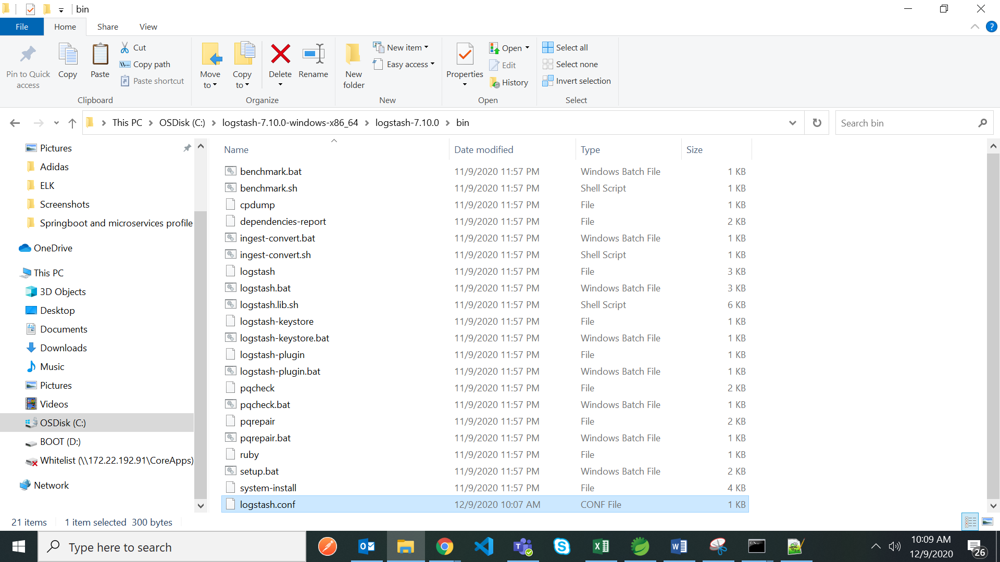 bin
File Home Share View
Pin to Quick access
Copy
Paste
Cut
Copy path
Paste shortcut
Clipboard
Move to
Copy to
Delete
Rename
Organize
New folder
New item
Easy access
New
Properties
Open
Edit
History
Open
Select all
Select none
Invert selection
Select
This PC OSDisk (C:) logstash-7.10.0-windows-x86_64 logstash-7.10.0 bin
Search bin
Pictures
Adidas
ELK
Screenshots
Springboot and microservices profile
OneDrive
This PC
3D Objects
Desktop
Documents
Downloads
Music
Pictures
Videos
OSDisk (C:)
BOOT (D:)
Whitelist (\\172.22.192.91\CoreApps)
Network
Name Date modified Type Size
benchmark.bat 11/9/2020 11:57 PM Windows Batch File 1 KB
benchmark.sh 11/9/2020 11:57 PM Shell Script 1 KB
cpdump 11/9/2020 11:57 PM File 1 KB
dependencies-report 11/9/2020 11:57 PM File 2 KB
ingest-convert.bat 11/9/2020 11:57 PM Windows Batch File 1 KB
ingest-convert.sh 11/9/2020 11:57 PM Shell Script 1 KB
logstash 11/9/2020 11:57 PM File 3 KB
logstash.bat 11/9/2020 11:57 PM Windows Batch File 3 KB
logstash.lib.sh 11/9/2020 11:57 PM Shell Script 6 KB
logstash-keystore 11/9/2020 11:57 PM File 1 KB
logstash-keystore.bat 11/9/2020 11:57 PM Windows Batch File 1 KB
logstash-plugin 11/9/2020 11:57 PM File 1 KB
logstash-plugin.bat 11/9/2020 11:57 PM Windows Batch File 1 KB
pqcheck 11/9/2020 11:57 PM File 2 KB
pqcheck.bat 11/9/2020 11:57 PM Windows Batch File 1 KB
pqrepair 11/9/2020 11:57 PM File 2 KB
pqrepair.bat 11/9/2020 11:57 PM Windows Batch File 1 KB
ruby 11/9/2020 11:57 PM File 1 KB
setup.bat 11/9/2020 11:57 PM Windows Batch File 2 KB
system-install 11/9/2020 11:57 PM File 4 KB
logstash.conf 12/9/2020 10:07 AM CONF File 1 KB
21 items 1 item selected 300 bytes
Type here to search
10:09 AM
12/9/2020
26